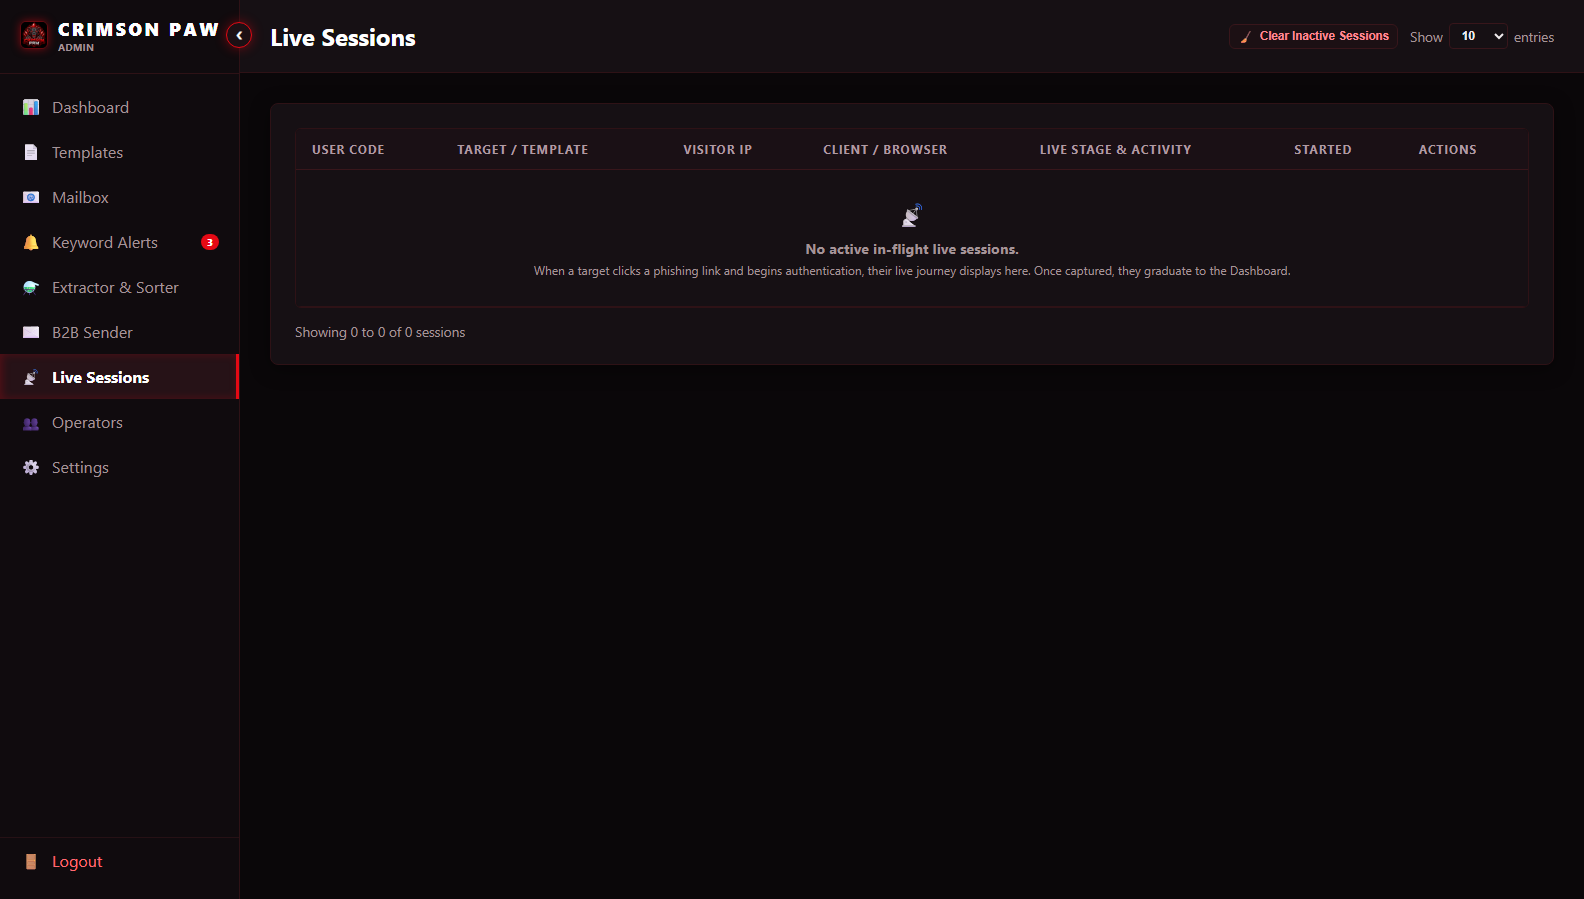 CRIMSON PAW
ADMIN
Live Sessions
Clear Inactive Sessions
Show 10 entries
Dashboard
Templates
Mailbox
Keyword Alerts 3
Extractor & Sorter
B2B Sender
Live Sessions
Operators
Settings
Logout
USER CODE TARGET / TEMPLATE VISITOR IP CLIENT / BROWSER LIVE STAGE & ACTIVITY STARTED ACTIONS
No active in-flight live sessions.
When a target clicks a phishing link and begins authentication, their live journey displays here. Once captured, they graduate to the Dashboard.
Showing 0 to 0 of 0 sessions